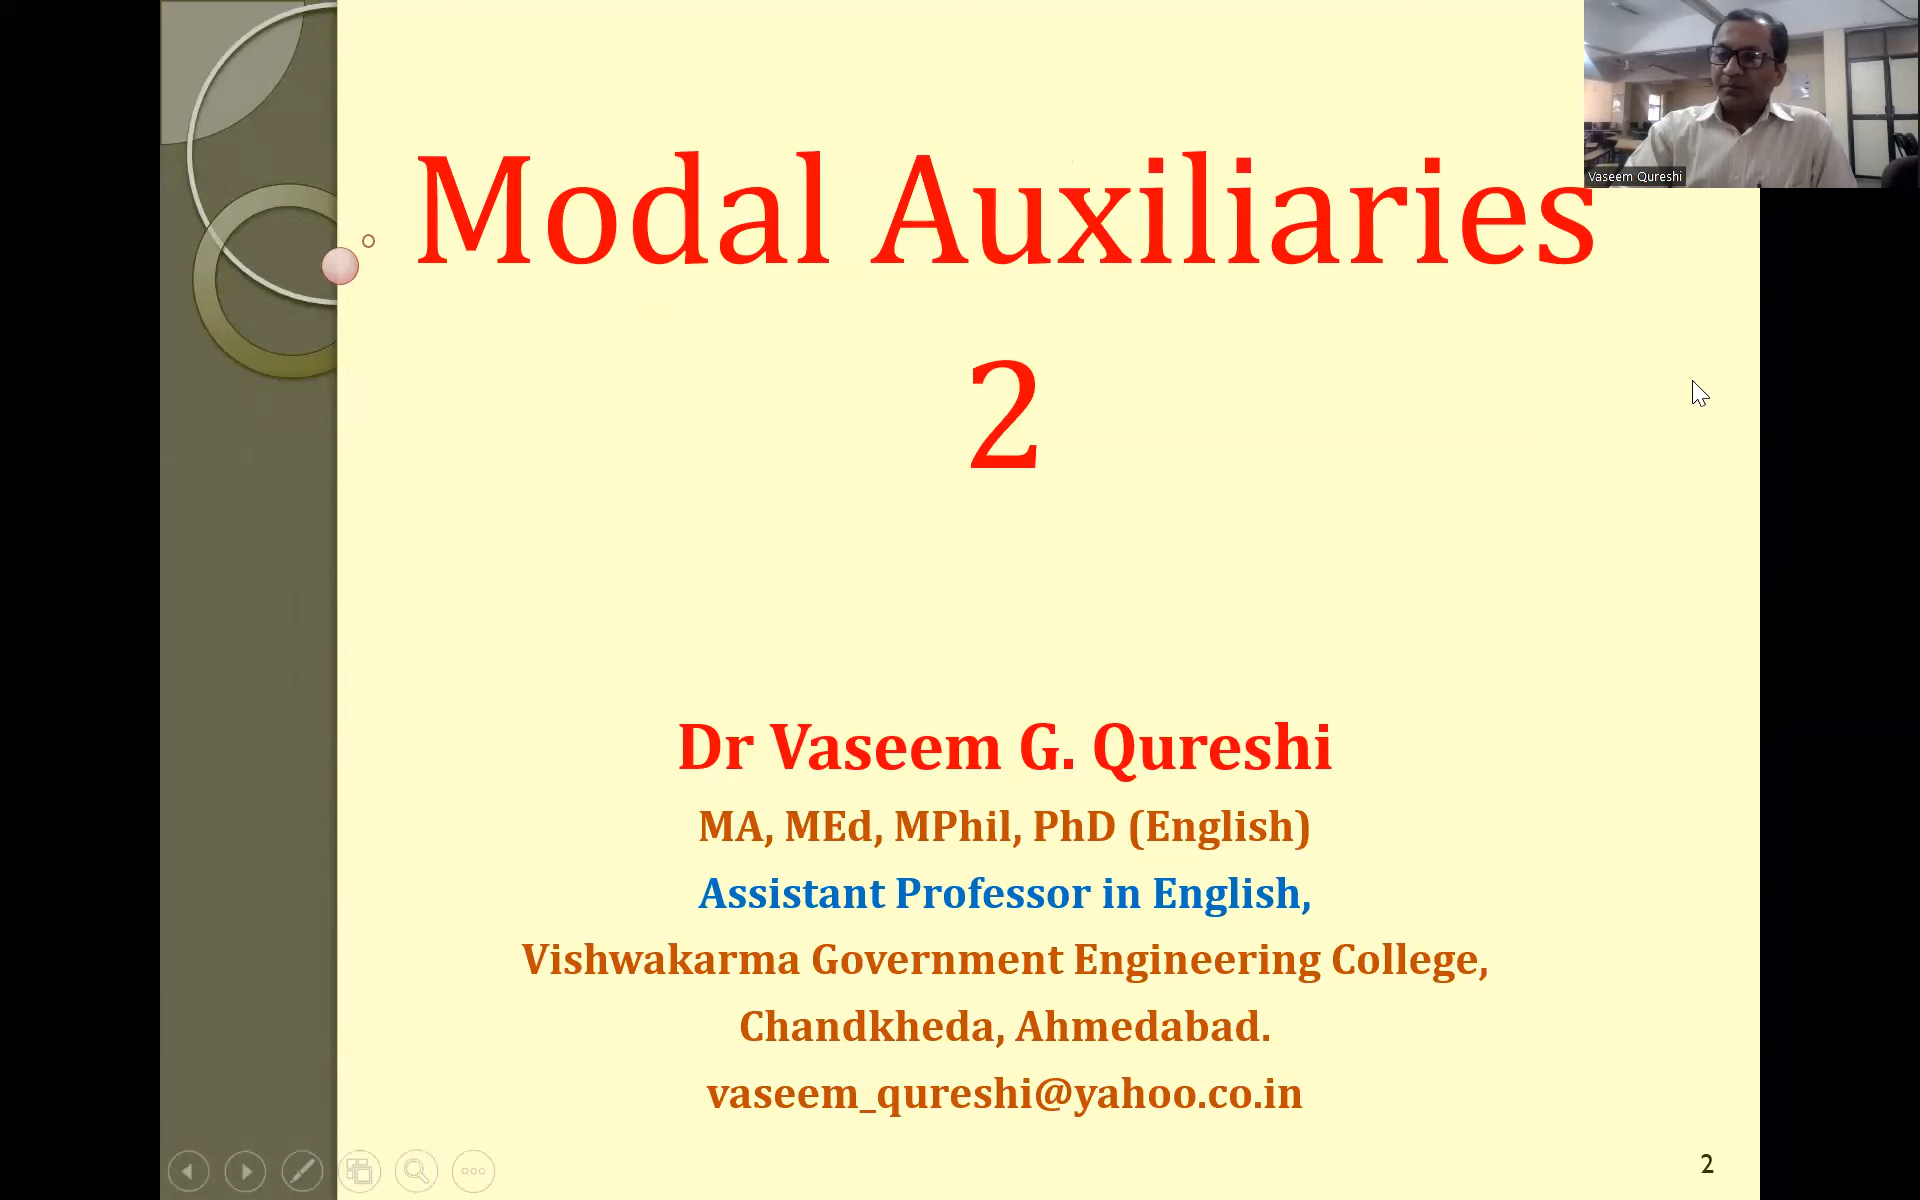 Modal Auxiliaries
2
Vaseem Qureshi
Dr Vaseem G. Qureshi
MA, MEd, MPhil, PhD (English)
Assistant Professor in English,
Vishwakarma Government Engineering College,
Chandkheda, Ahmedabad.
vaseem_qureshi@yahoo.co.in
2